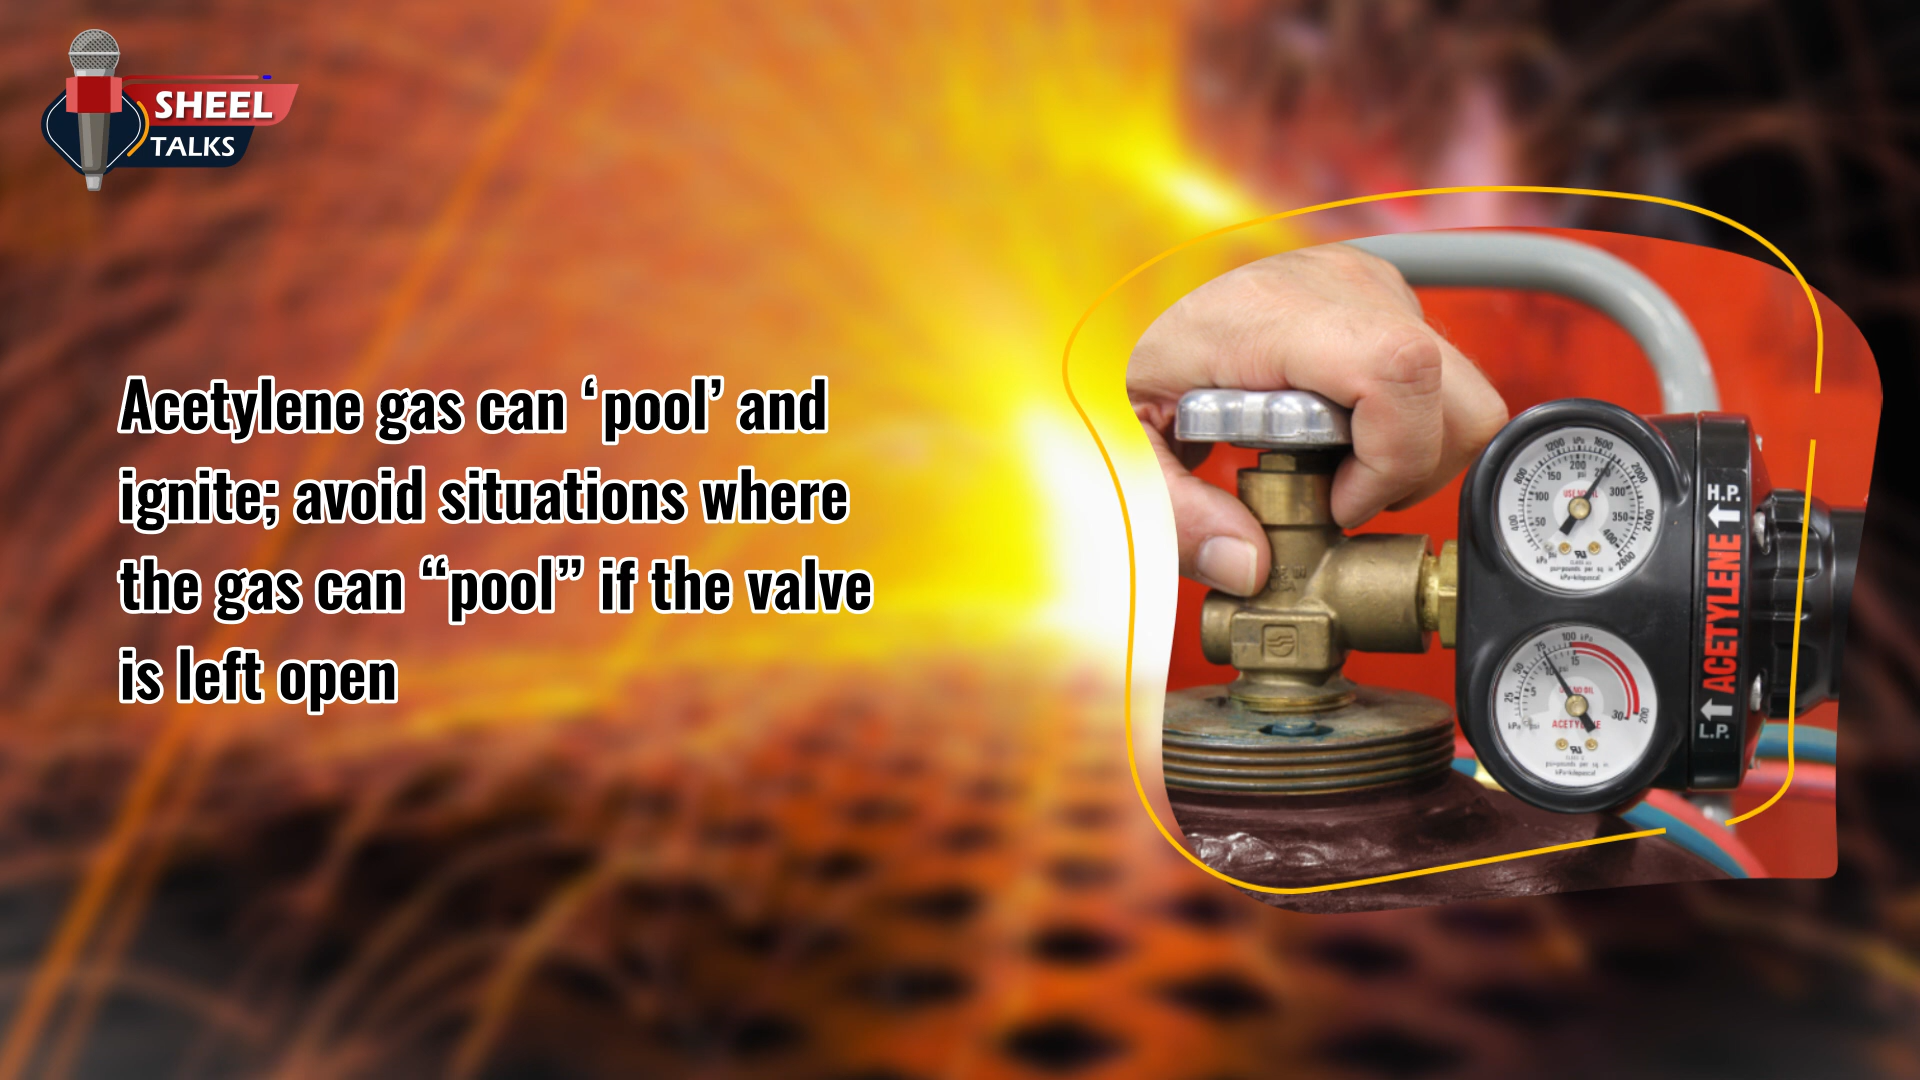 SHEEL
TALKS
Acetylene gas can ‘pool’ and
ignite; avoid situations where
the gas can “pool” if the valve
is left open
H.P.
ACETYLENE
L.P.